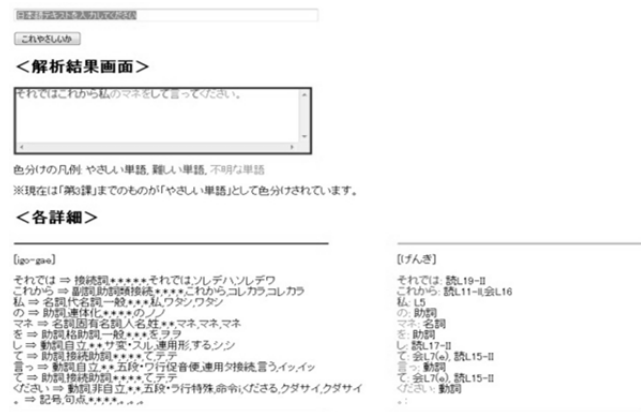 日本語テキストを入力してください
これやさしいか
＜解析結果画面＞
それではこれから私のマネをして言ってください。
色分けの凡例: やさしい単語, 難しい単語, 不明な単語
※現在は「第3課」までのものが「やさしい単語」として色分けされています。
＜各詳細＞
[igo-gae]
それでは ⇒ 接続詞,*,*,*,*,*,それでは,ソレデハ,ソレデワ
これから ⇒ 副詞,助詞類接続,*,*,*,*,これから,コレカラ,コレカラ
私 ⇒ 名詞,代名詞,一般,*,*,*,私,ワタシ,ワタシ
の ⇒ 助詞,連体化,*,*,*,*,の,ノ,ノ
マネ ⇒ 名詞,固有名詞,人名,姓,*,*,マネ,マネ,マネ
を ⇒ 助詞,格助詞,一般,*,*,*,を,ヲ,ヲ
し ⇒ 動詞,自立,*,*,サ変・スル,連用形,する,シ,シ
て ⇒ 助詞,接続助詞,*,*,*,*,て,テ,テ
言っ ⇒ 動詞,自立,*,*,五段・ワ行促音便,連用タ接続,言う,イッ,イッ
て ⇒ 助詞,接続助詞,*,*,*,*,て,テ,テ
ください ⇒ 動詞,非自立,*,*,五段・ラ行特殊,命令i,くださる,クダサイ,クダサイ
。 ⇒ 記号,句点,*,*,*,*,。,。,。
[げんき]
それでは: 読L19-II
これから: 読L11-II,会L16
私: L5
の: 助詞
マネ: 名詞
を: 助詞
し: 読L17-II
て: 会L7(e), 読L15-II
言っ: 動詞
て: 会L7(e), 読L15-II
ください: 動詞
。: